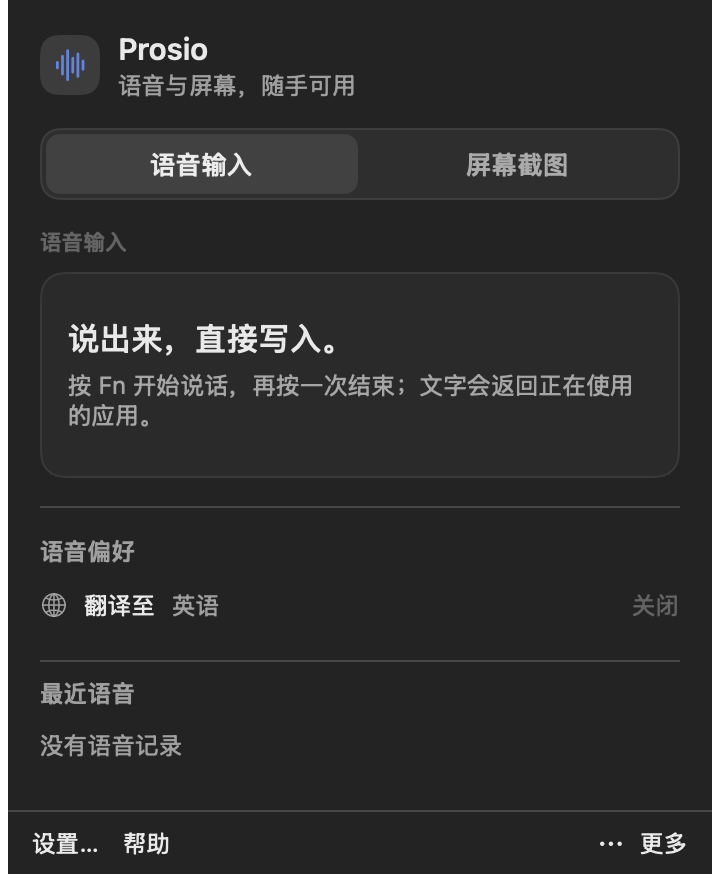 Prosio
语音与屏幕，随手可用
语音输入
屏幕截图
语音输入
说出来，直接写入。
按 Fn 开始说话，再按一次结束；文字会返回正在使用
的应用。
语音偏好
翻译至 英语
关闭
最近语音
没有语音记录
设置... 帮助
··· 更多